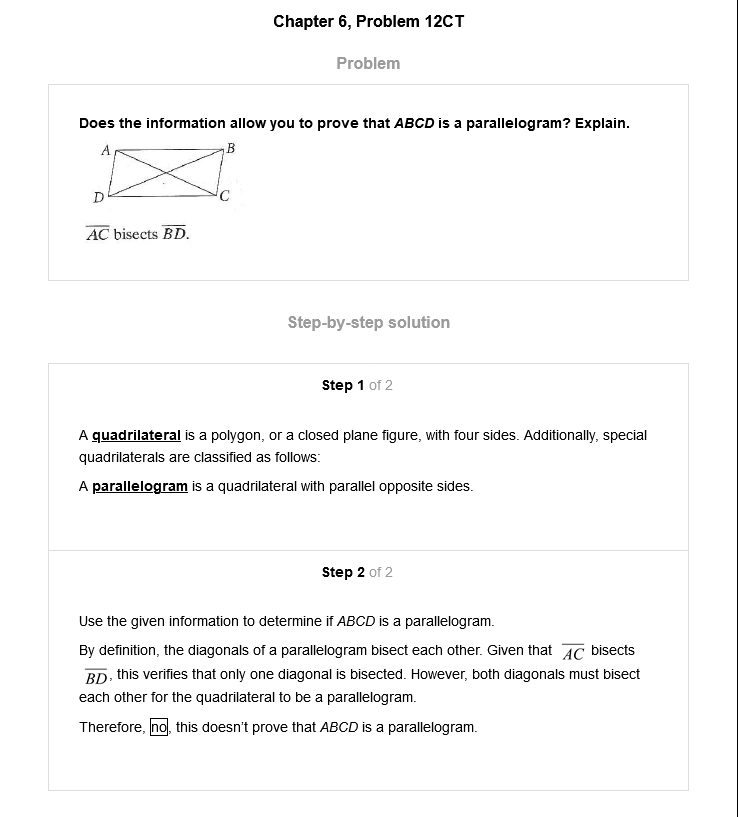 Chapter 6, Problem 12CT
Problem
Does the information allow you to prove that ABCD is a parallelogram? Explain.
A
B
D
C
AC bisects BD.
Step-by-step solution
Step 1 of 2
A quadrilateral is a polygon, or a closed plane figure, with four sides. Additionally, special
quadrilaterals are classified as follows:
A parallelogram is a quadrilateral with parallel opposite sides.
Step 2 of 2
Use the given information to determine if ABCD is a parallelogram.
By definition, the diagonals of a parallelogram bisect each other. Given that AC bisects
BD, this verifies that only one diagonal is bisected. However, both diagonals must bisect
each other for the quadrilateral to be a parallelogram.
Therefore, no, this doesn't prove that ABCD is a parallelogram.